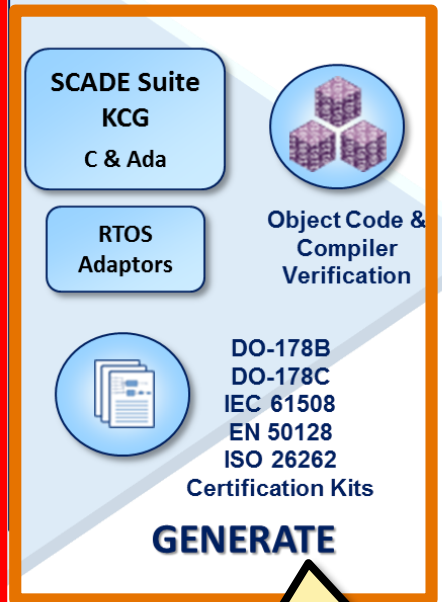 SCADE Suite
KCG
C & Ada
Object Code &
Compiler
Verification
RTOS
Adaptors
DO-178B
DO-178C
IEC 61508
EN 50128
ISO 26262
Certification Kits
GENERATE